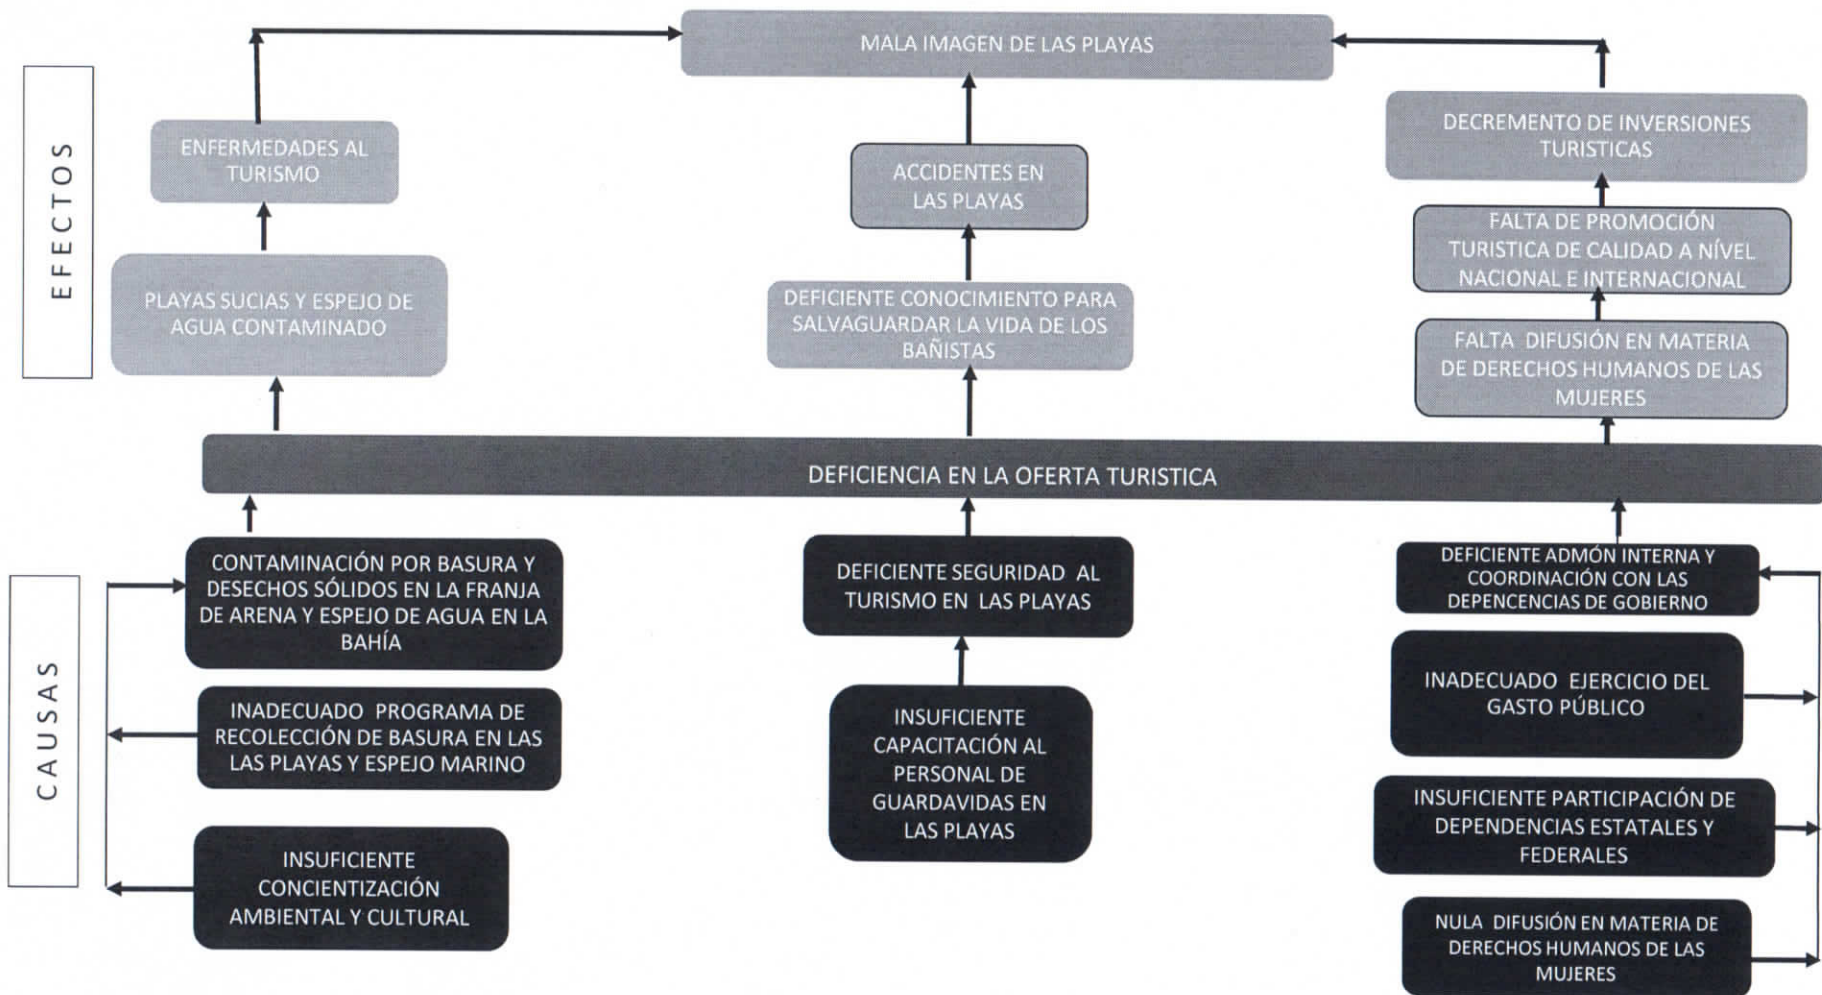 MALA IMAGEN DE LAS PLAYAS
EFECTOS
ENFERMEDADES AL
TURISMO
ACCIDENTES EN
LAS PLAYAS
DECREMENTO DE INVERSIONES
TURISTICAS
PLAYAS SUCIAS Y ESPEJO DE
AGUA CONTAMINADO
DEFICIENTE CONOCIMIENTO PARA
SALVAGUARDAR LA VIDA DE LOS
BAÑISTAS
FALTA DE PROMOCIÓN
TURISTICA DE CALIDAD A NÍVEL
NACIONAL E INTERNACIONAL
FALTA DIFUSIÓN EN MATERIA
DE DERECHOS HUMANOS DE LAS
MUJERES
DEFICIENCIA EN LA OFERTA TURISTICA
CAUSAS
CONTAMINACIÓN POR BASURA Y
DESECHOS SÓLIDOS EN LA FRANJA
DE ARENA Y ESPEJO DE AGUA EN LA
BAHÍA
INADECUADO PROGRAMA DE
RECOLECCIÓN DE BASURA EN LAS
LAS PLAYAS Y ESPEJO MARINO
INSUFICIENTE
CONCIENTIZACIÓN
AMBIENTAL Y CULTURAL
DEFICIENTE SEGURIDAD AL
TURISMO EN LAS PLAYAS
INSUFICIENTE
CAPACITACIÓN AL
PERSONAL DE
GUARDAVIDAS EN
LAS PLAYAS
DEFICIENTE ADMÓN INTERNA Y
COORDINACIÓN CON LAS
DEPENCENCIAS DE GOBIERNO
INADECUADO EJERCICIO DEL
GASTO PÚBLICO
INSUFICIENTE PARTICIPACIÓN DE
DEPENDENCIAS ESTATALES Y
FEDERALES
NULA DIFUSIÓN EN MATERIA DE
DERECHOS HUMANOS DE LAS
MUJERES